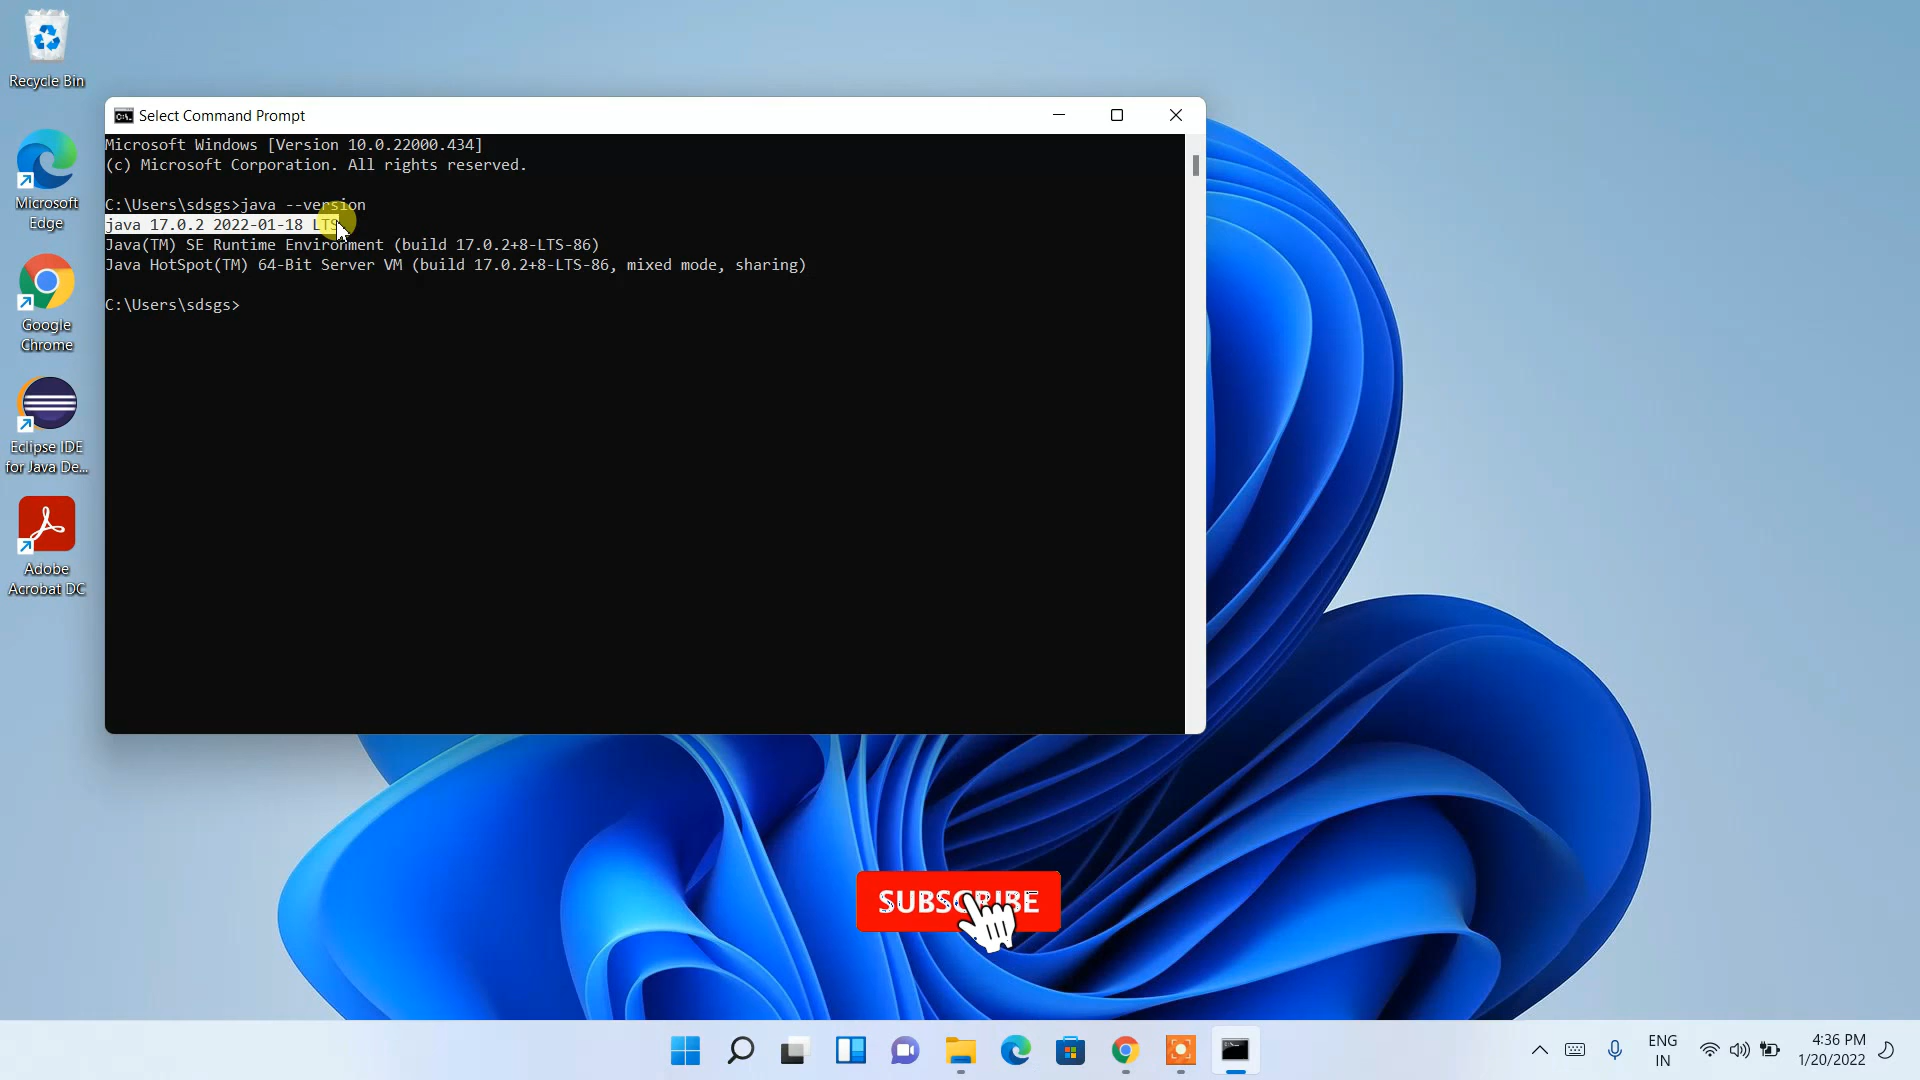 Recycle Bin
Microsoft
Edge
Google
Chrome
Eclipse IDE
for Java De...
Adobe
Acrobat DC
Select Command Prompt
Microsoft Windows [Version 10.0.22000.434]
(c) Microsoft Corporation. All rights reserved.
C:\Users\sdsgs>java --version
java 17.0.2 2022-01-18 LTS
Java(TM) SE Runtime Environment (build 17.0.2+8-LTS-86)
Java HotSpot(TM) 64-Bit Server VM (build 17.0.2+8-LTS-86, mixed mode, sharing)
C:\Users\sdsgs>
SUBSCRIBE
ENG
IN
4:36 PM
1/20/2022